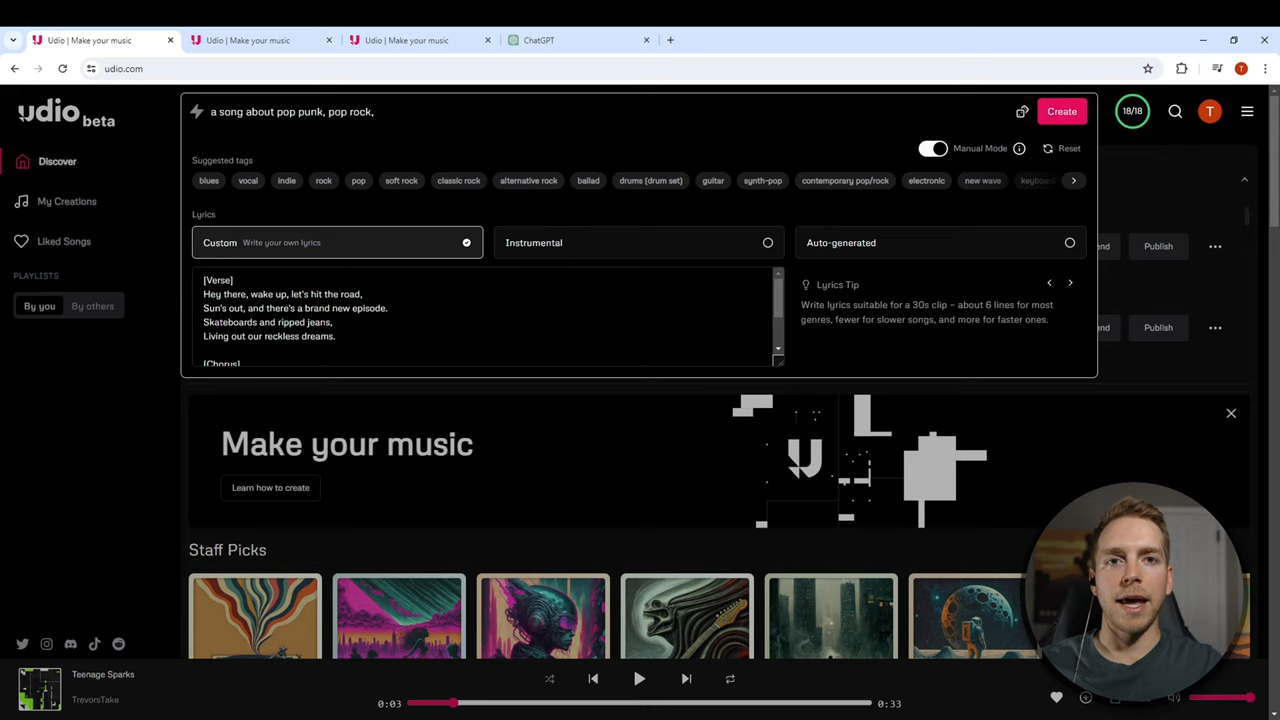 Udio | Make your music
Udio | Make your music
Udio | Make your music
ChatGPT
udio.com
T
udio beta
a song about pop punk, pop rock,
Create
18/18
T
Manual Mode
Reset
Discover
Suggested tags
blues
vocal
indie
rock
pop
soft rock
classic rock
alternative rock
ballad
drums (drum set)
guitar
synth-pop
contemporary pop/rock
electronic
new wave
keyboard
My Creations
Lyrics
Liked Songs
Custom Write your own lyrics
Instrumental
Auto-generated
Publish
PLAYLISTS
By you
By others
[Verse]
Hey there, wake up, let's hit the road,
Sun's out, and there's a brand new episode.
Skateboards and ripped jeans,
Living out our reckless dreams.
[Chorus]
Lyrics Tip
Write lyrics suitable for a 30s clip – about 6 lines for most
genres, fewer for slower songs, and more for faster ones.
Publish
Make your music
Learn how to create
Staff Picks
Teenage Sparks
TrevorsTake
0:03
0:33